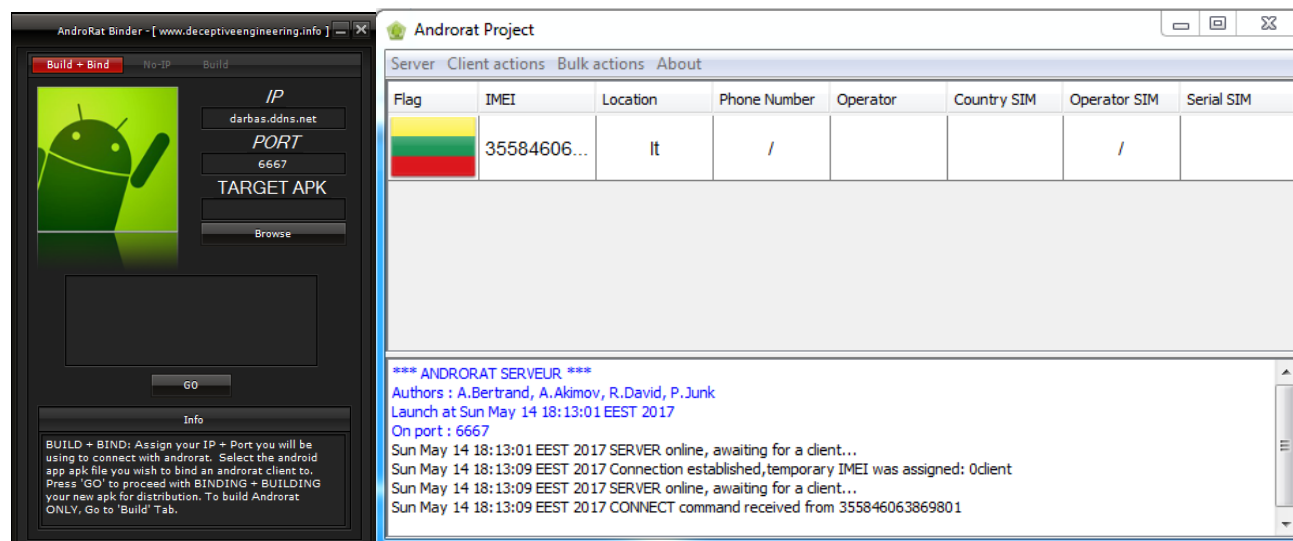 AndroRat Binder - [ www.deceptiveengineering.info ]
Build + Bind No-IP Build
IP
darbas.ddns.net
PORT
6667
TARGET APK
Browse
GO
Info
BUILD + BIND: Assign your IP + Port you will be
using to connect with androrat. Select the android
app apk file you wish to bind an androrat client to.
Press 'GO' to proceed with BINDING + BUILDING
your new apk for distribution. To build Androrat
ONLY, Go to 'Build' Tab.
Androrat Project
Server Client actions Bulk actions About
Flag IMEI Location Phone Number Operator Country SIM Operator SIM Serial SIM
35584606... lt / /
*** ANDRORAT SERVEUR ***
Authors : A.Bertrand, A.Akimov, R.David, P.Junk
Launch at Sun May 14 18:13:01 EEST 2017
On port : 6667
Sun May 14 18:13:01 EEST 2017 SERVER online, awaiting for a client...
Sun May 14 18:13:09 EEST 2017 Connection established,temporary IMEI was assigned: 0client
Sun May 14 18:13:09 EEST 2017 SERVER online, awaiting for a client...
Sun May 14 18:13:09 EEST 2017 CONNECT command received from 355846063869801